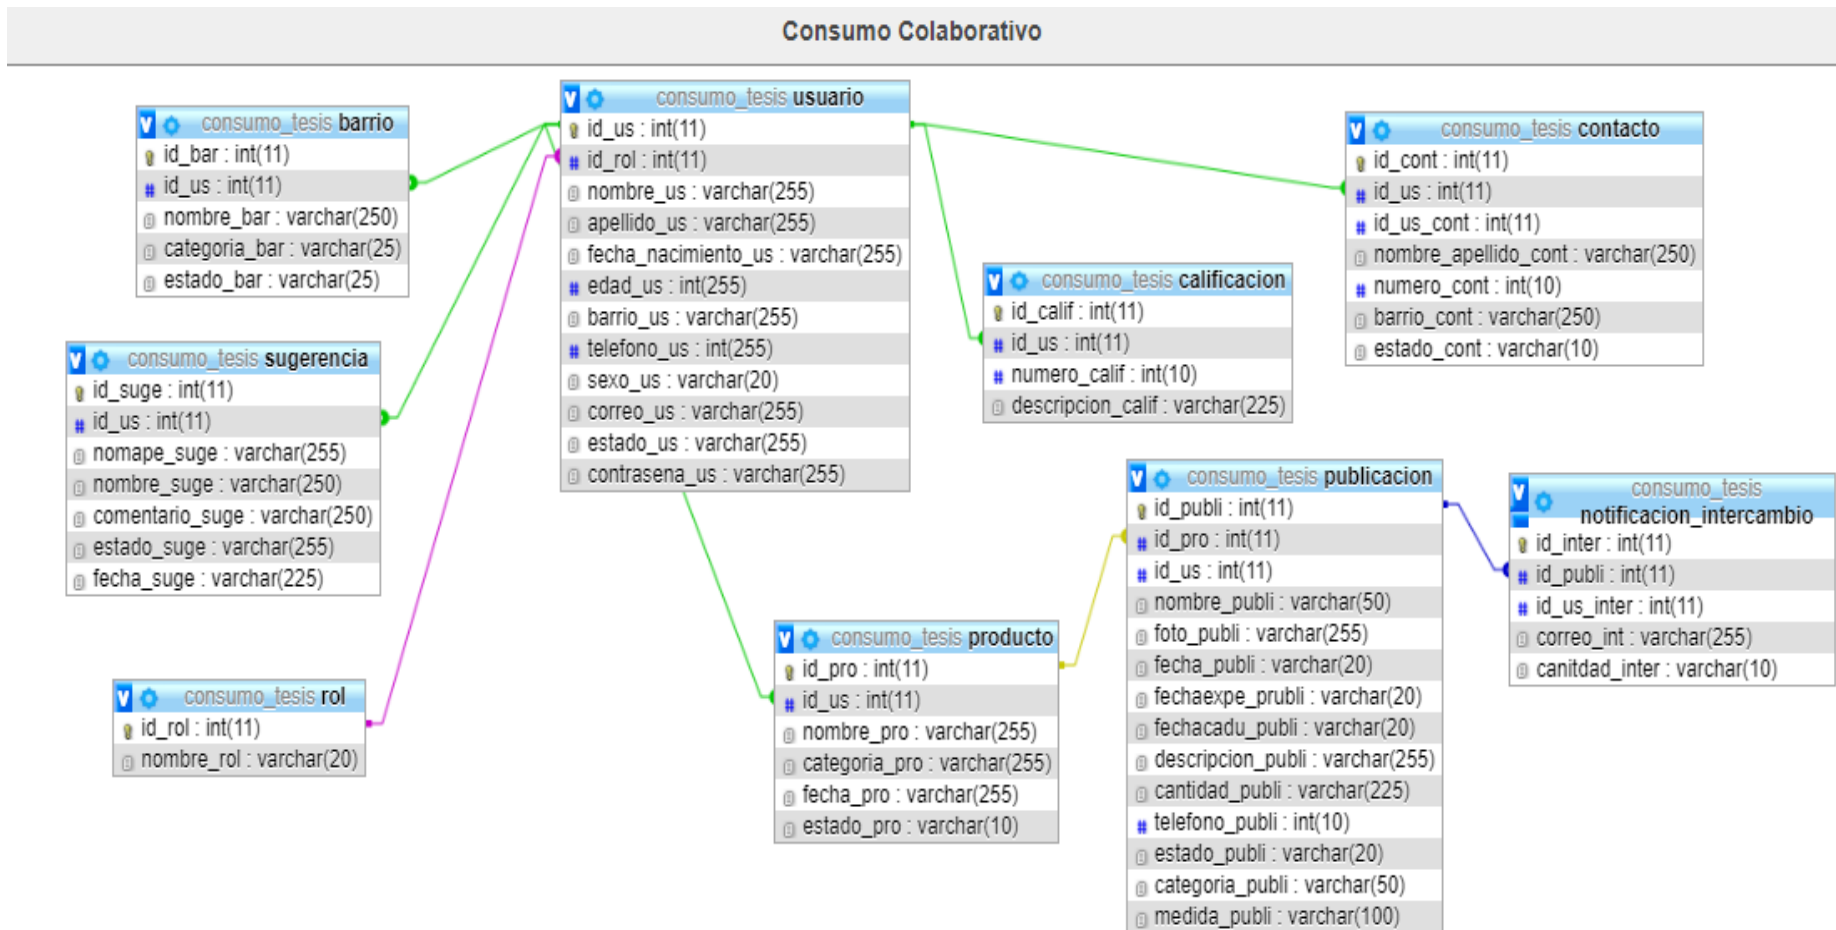 Consumo Colaborativo
consumo_tesis barrio
id_bar : int(11)
id_us : int(11)
nombre_bar : varchar(250)
categoria_bar : varchar(25)
estado_bar : varchar(25)
consumo_tesis sugerencia
id_suge : int(11)
id_us : int(11)
nomape_suge : varchar(255)
nombre_suge : varchar(250)
comentario_suge : varchar(250)
estado_suge : varchar(255)
fecha_suge : varchar(225)
consumo_tesis rol
id_rol : int(11)
nombre_rol : varchar(20)
consumo_tesis usuario
id_us : int(11)
id_rol : int(11)
nombre_us : varchar(255)
apellido_us : varchar(255)
fecha_nacimiento_us : varchar(255)
edad_us : int(255)
barrio_us : varchar(255)
telefono_us : int(255)
sexo_us : varchar(20)
correo_us : varchar(255)
estado_us : varchar(255)
contrasena_us : varchar(255)
consumo_tesis producto
id_pro : int(11)
id_us : int(11)
nombre_pro : varchar(255)
categoria_pro : varchar(255)
fecha_pro : varchar(255)
estado_pro : varchar(10)
consumo_tesis calificacion
id_calif : int(11)
id_us : int(11)
numero_calif : int(10)
descripcion_calif : varchar(225)
consumo_tesis contacto
id_cont : int(11)
id_us : int(11)
id_us_cont : int(11)
nombre_apellido_cont : varchar(250)
numero_cont : int(10)
barrio_cont : varchar(250)
estado_cont : varchar(10)
consumo_tesis publicacion
id_publi : int(11)
id_pro : int(11)
id_us : int(11)
nombre_publi : varchar(50)
foto_publi : varchar(255)
fecha_publi : varchar(20)
fechaexpe_prubli : varchar(20)
fechacadu_publi : varchar(20)
descripcion_publi : varchar(255)
cantidad_publi : varchar(225)
telefono_publi : int(10)
estado_publi : varchar(20)
categoria_publi : varchar(50)
medida_publi : varchar(100)
consumo_tesis
notificacion_intercambio
id_inter : int(11)
id_publi : int(11)
id_us_inter : int(11)
correo_int : varchar(255)
canitdad_inter : varchar(10)